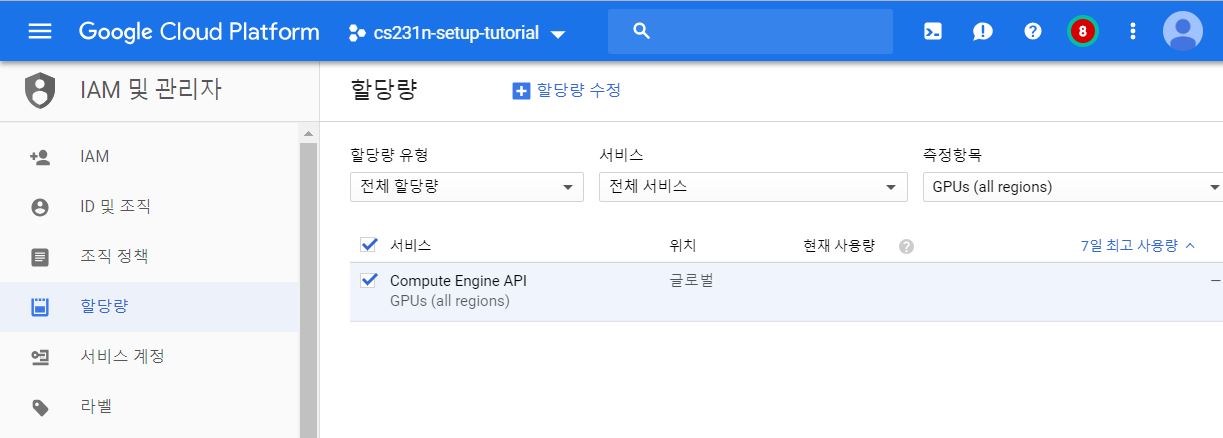 Google Cloud Platform cs231n-setup-tutorial 8
IAM 및 관리자
할당량 할당량 수정
IAM
ID 및 조직
조직 정책
할당량
서비스 계정
라벨
할당량 유형 서비스 측정항목
전체 할당량 전체 서비스 GPUs (all regions)
서비스 위치 현재 사용량 ? 7일 최고 사용량
Compute Engine API 글로벌 —
GPUs (all regions)